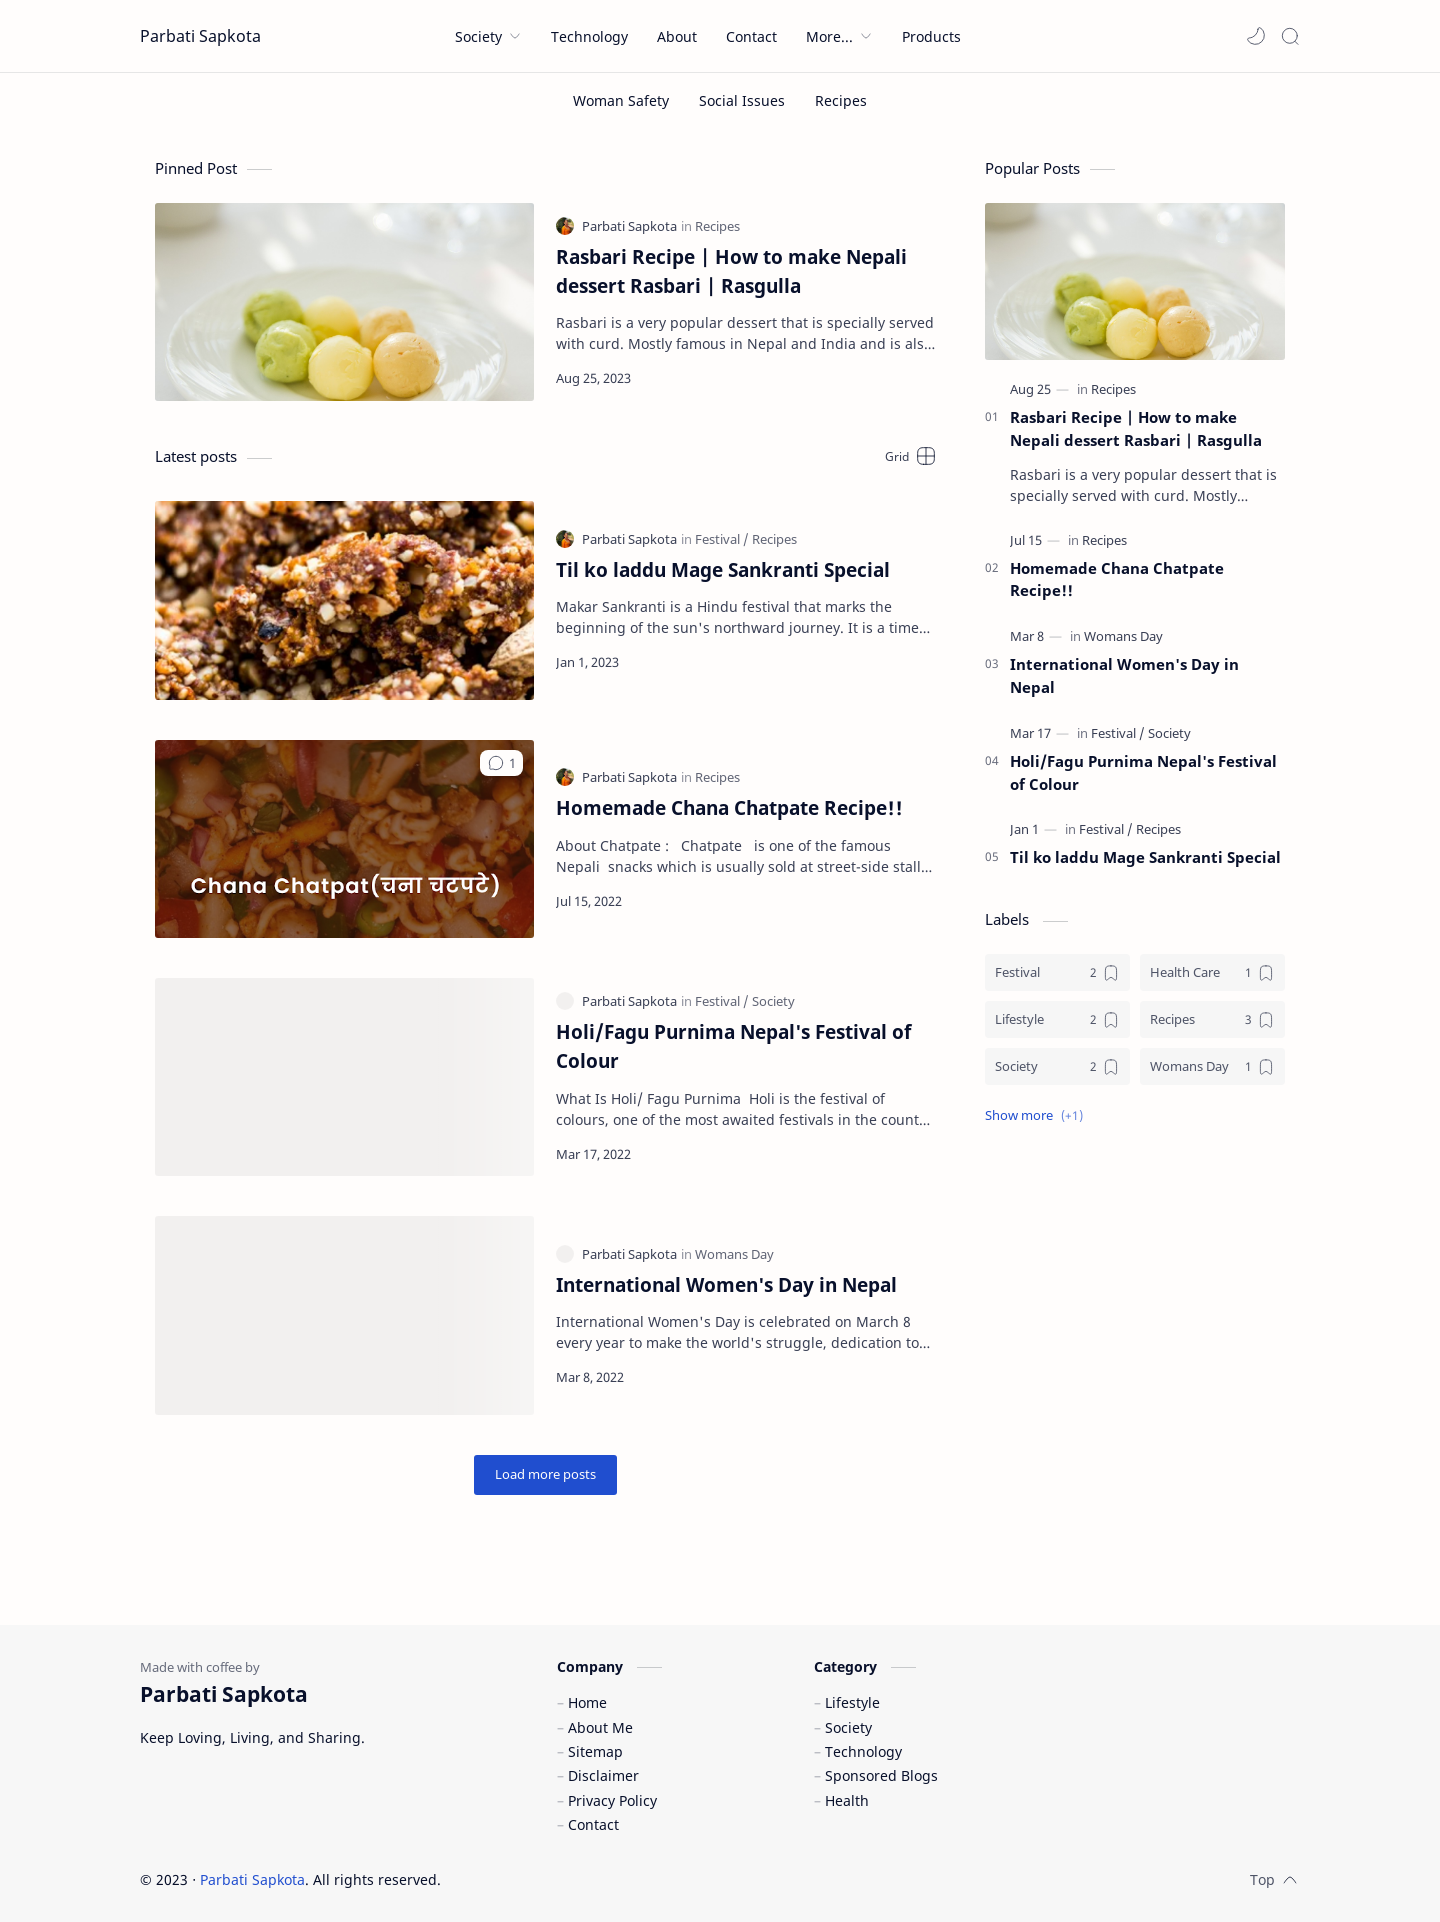 Parbati Sapkota
Society
Technology
About
Contact
More...
Products
Woman Safety
Social Issues
Recipes
Pinned Post
Parbati Sapkota in Recipes
Rasbari Recipe | How to make Nepali
dessert Rasbari | Rasgulla
Rasbari is a very popular dessert that is specially served
with curd. Mostly famous in Nepal and India and is als...
Aug 25, 2023
Latest posts
Grid
Parbati Sapkota in Festival / Recipes
Til ko laddu Mage Sankranti Special
Makar Sankranti is a Hindu festival that marks the
beginning of the sun's northward journey. It is a time...
Jan 1, 2023
1
Chana Chatpat(चना चटपटे)
Parbati Sapkota in Recipes
Homemade Chana Chatpate Recipe!!
About Chatpate :   Chatpate   is one of the famous
Nepali  snacks which is usually sold at street-side stall...
Jul 15, 2022
Parbati Sapkota in Festival / Society
Holi/Fagu Purnima Nepal's Festival of
Colour
What Is Holi/ Fagu Purnima  Holi is the festival of
colours, one of the most awaited festivals in the count...
Mar 17, 2022
Parbati Sapkota in Womans Day
International Women's Day in Nepal
International Women's Day is celebrated on March 8
every year to make the world's struggle, dedication to...
Mar 8, 2022
Load more posts
Popular Posts
Aug 25 — in Recipes
01 Rasbari Recipe | How to make
Nepali dessert Rasbari | Rasgulla
Rasbari is a very popular dessert that is
specially served with curd. Mostly...
Jul 15 — in Recipes
02 Homemade Chana Chatpate
Recipe!!
Mar 8 — in Womans Day
03 International Women's Day in
Nepal
Mar 17 — in Festival / Society
04 Holi/Fagu Purnima Nepal's Festival
of Colour
Jan 1 — in Festival / Recipes
05 Til ko laddu Mage Sankranti Special
Labels
Festival 2
Health Care 1
Lifestyle 2
Recipes 3
Society 2
Womans Day 1
Show more (+1)
Made with coffee by
Parbati Sapkota
Keep Loving, Living, and Sharing.
Company
– Home
– About Me
– Sitemap
– Disclaimer
– Privacy Policy
– Contact
Category
– Lifestyle
– Society
– Technology
– Sponsored Blogs
– Health
© 2023 · Parbati Sapkota. All rights reserved.
Top